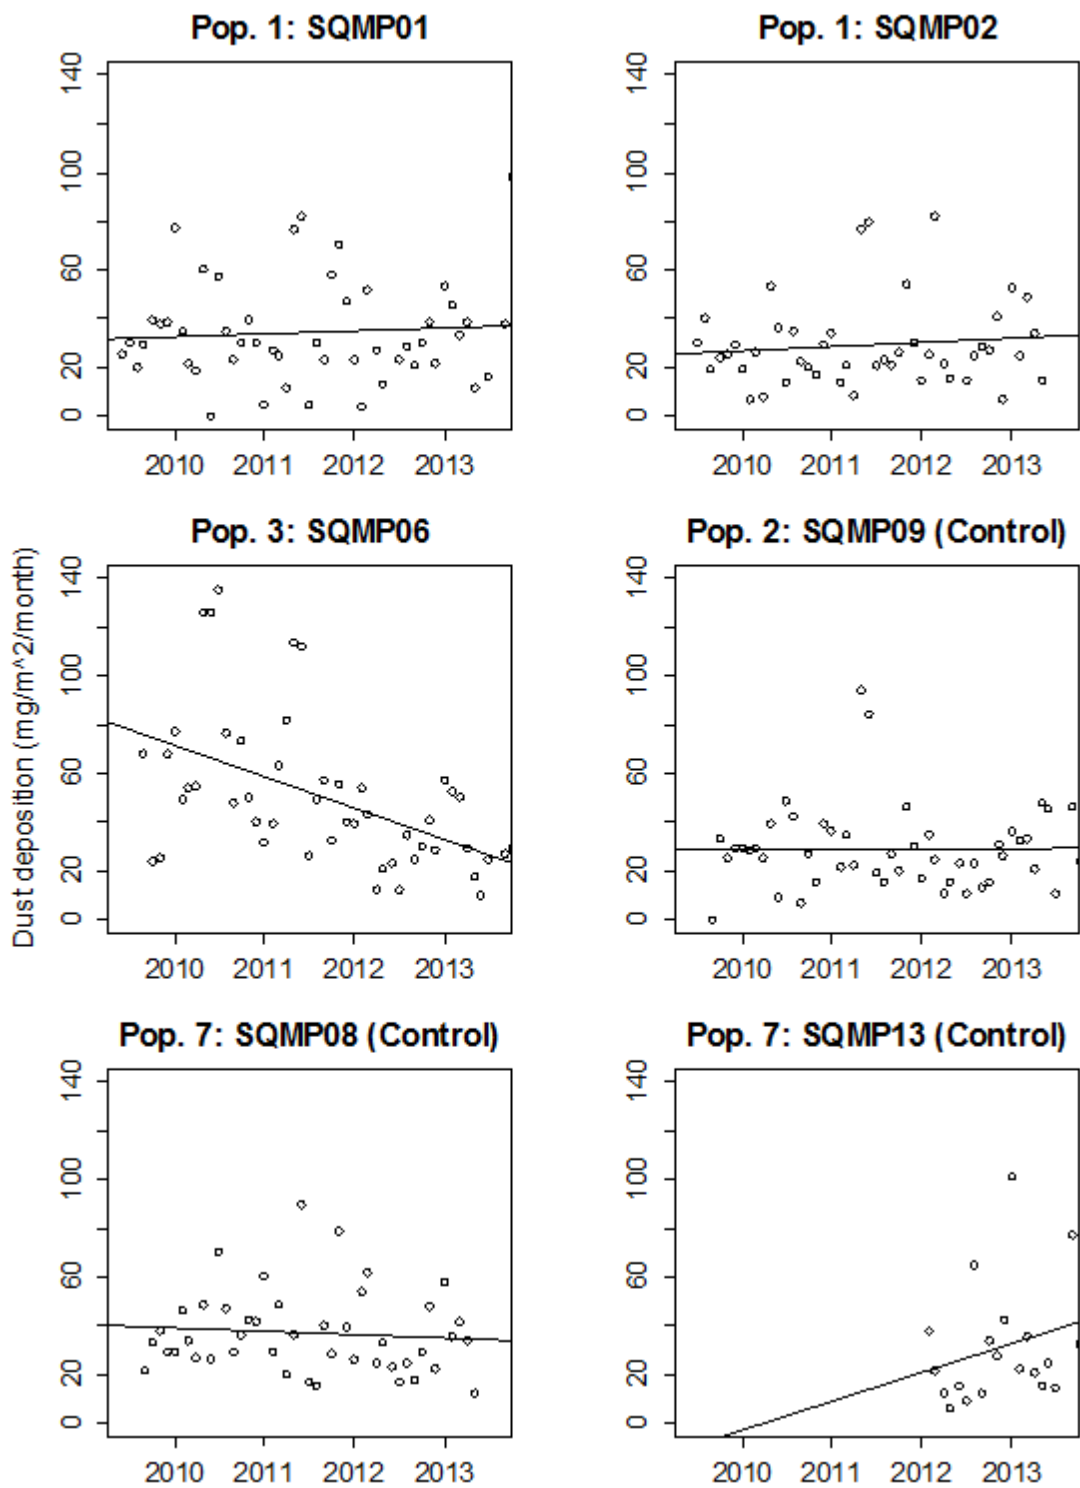 Pop. 1: SQMP01
Pop. 1: SQMP02
140
100
60
20
0
2010 2011 2012 2013
140
100
60
20
0
2010 2011 2012 2013
Dust deposition (mg/m^2/month)
Pop. 3: SQMP06
Pop. 2: SQMP09 (Control)
140
100
60
20
0
2010 2011 2012 2013
140
100
60
20
0
2010 2011 2012 2013
Pop. 7: SQMP08 (Control)
Pop. 7: SQMP13 (Control)
140
100
60
20
0
2010 2011 2012 2013
140
100
60
20
0
2010 2011 2012 2013